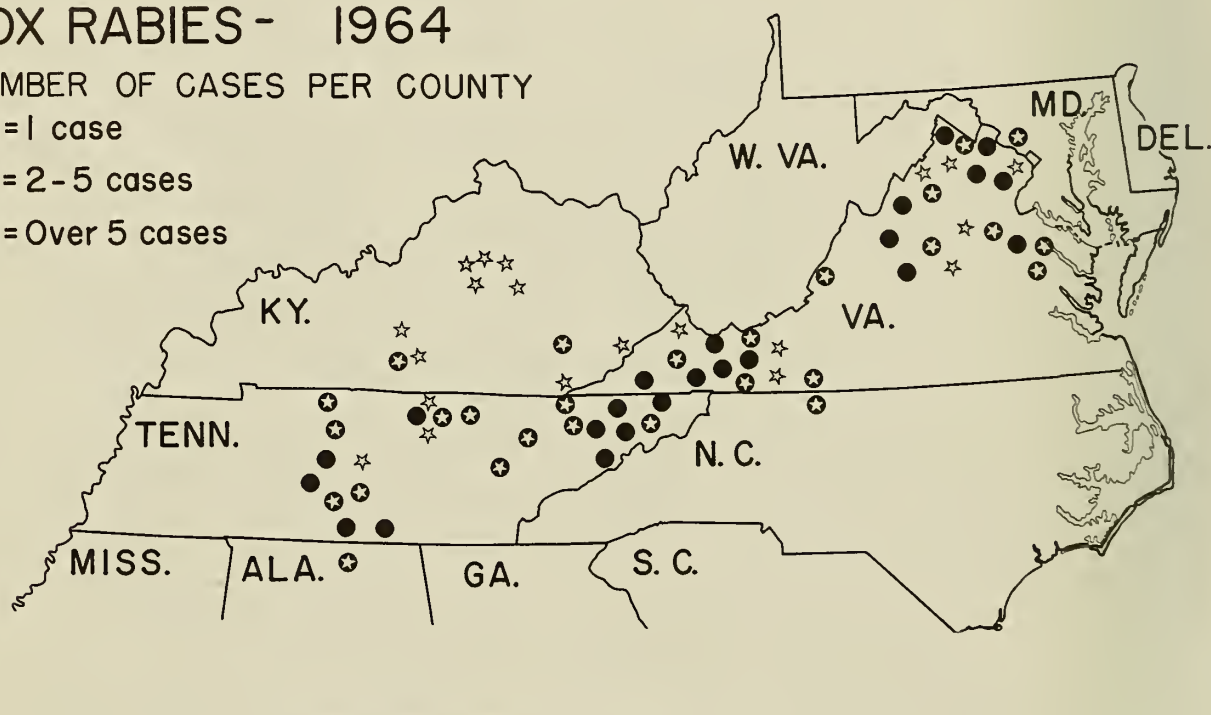 OX RABIES - 1964
MBER OF CASES PER COUNTY
= 1 case
= 2-5 cases
= Over 5 cases
MD.
DEL.
W. VA.
KY.
VA.
TENN.
N. C.
MISS.
ALA.
GA.
S. C.